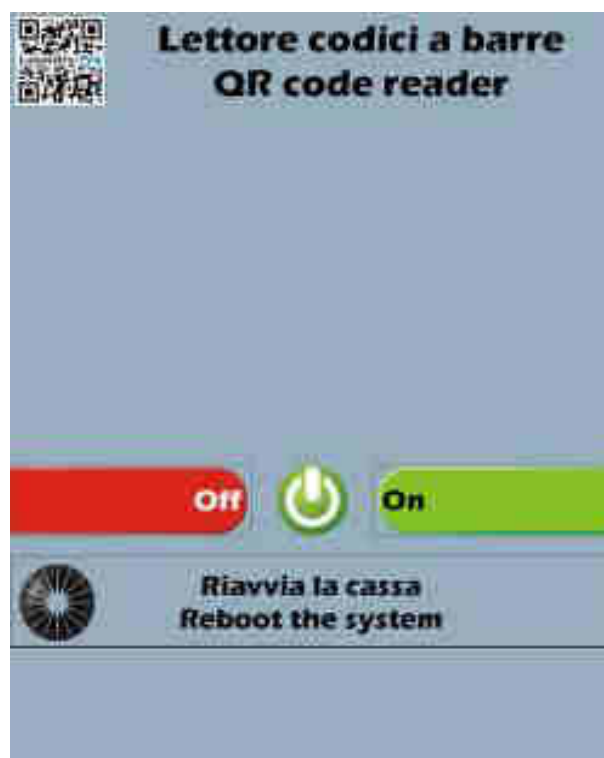 Lettore codici a barre
QR code reader
Off
On
Riavvia la cassa
Reboot the system